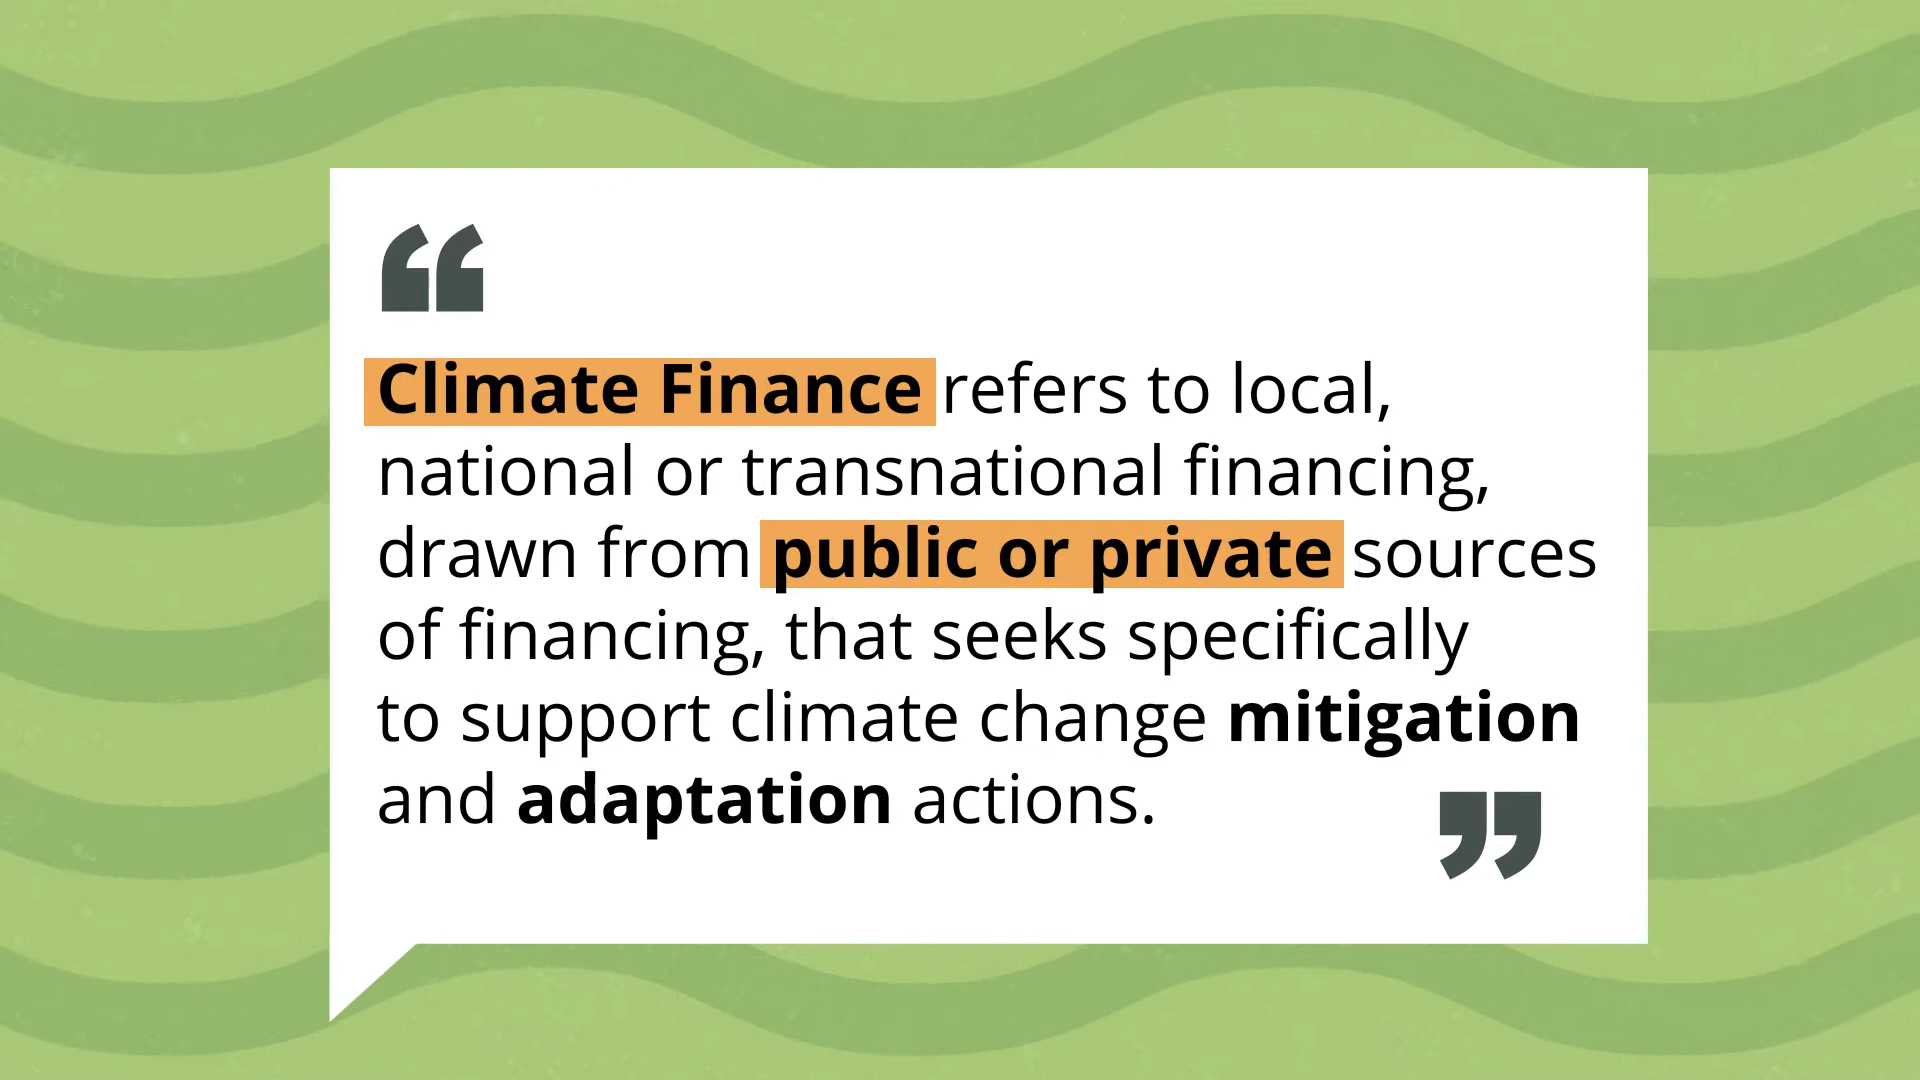 “
Climate Finance refers to local,
national or transnational financing,
drawn from public or private sources
of financing, that seeks specifically
to support climate change mitigation
and adaptation actions.
”